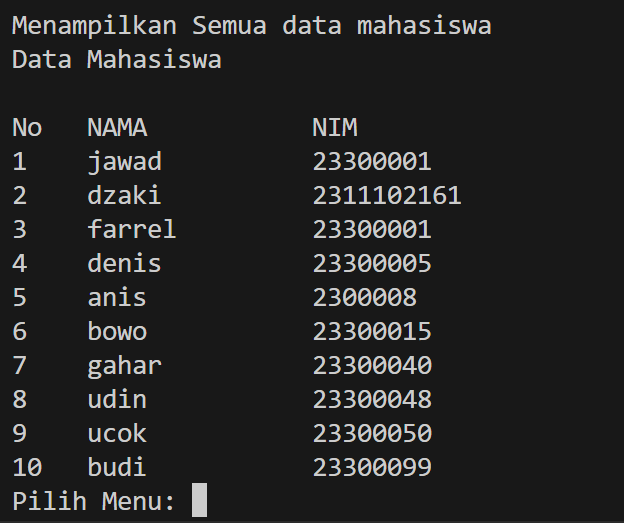 Menampilkan Semua data mahasiswa
Data Mahasiswa
No NAMA NIM
1 jawad 23300001
2 dzaki 2311102161
3 farrel 23300001
4 denis 23300005
5 anis 2300008
6 bowo 23300015
7 gahar 23300040
8 udin 23300048
9 ucok 23300050
10 budi 23300099
Pilih Menu: